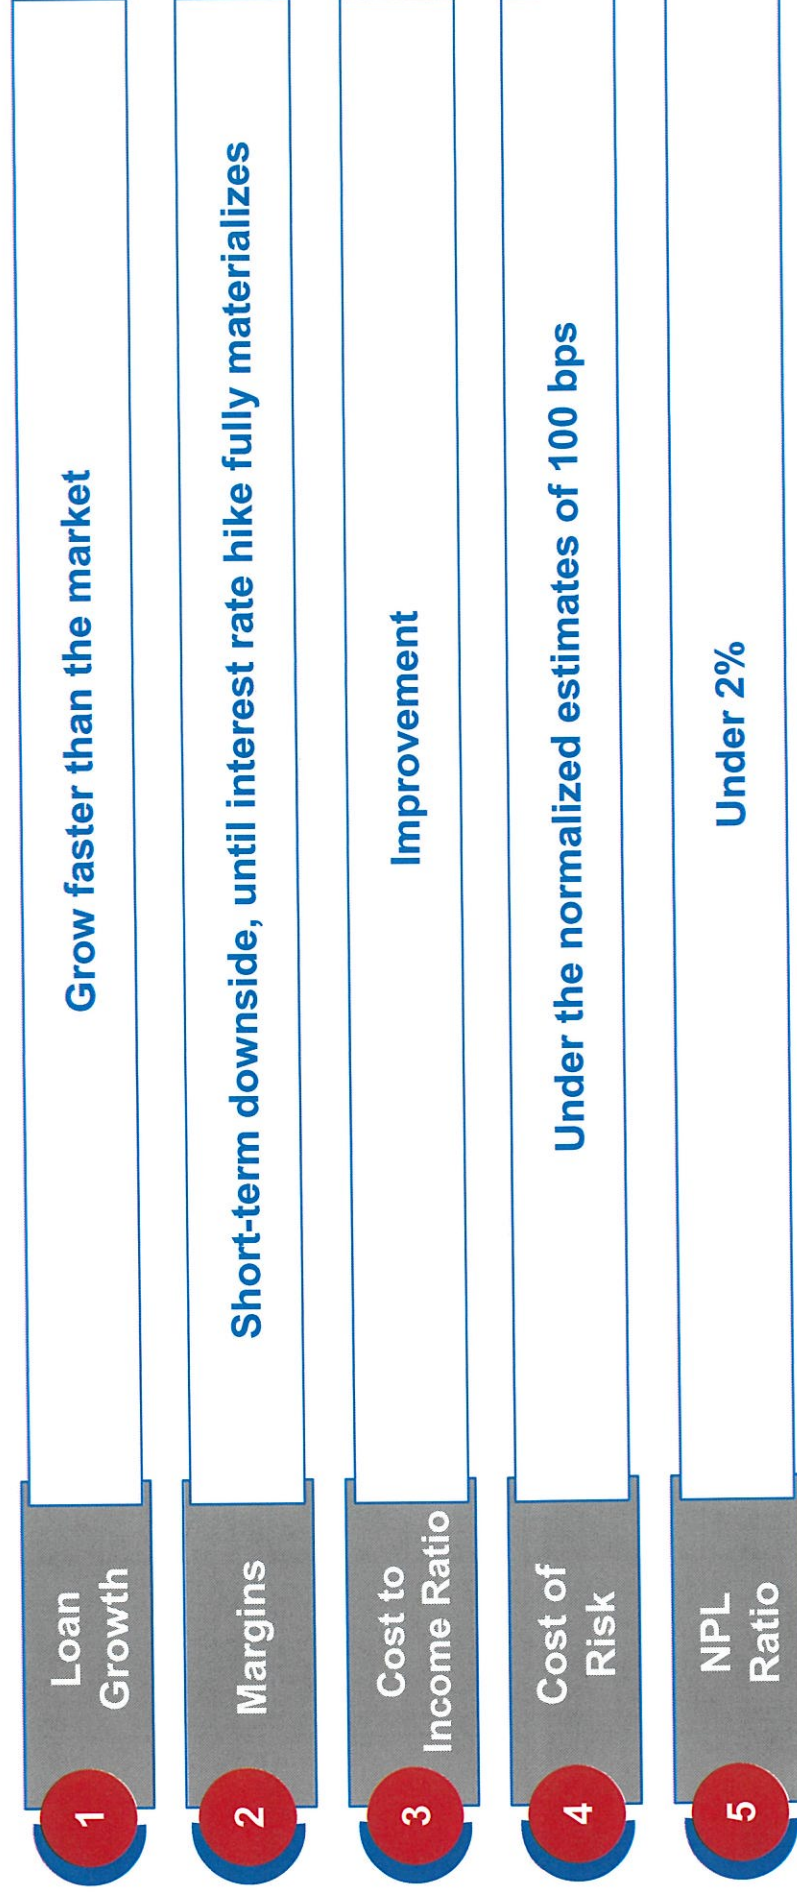 1
Loan
Growth
Grow faster than the market
2
Margins
Short-term downside, until interest rate hike fully materializes
3
Cost to
Income Ratio
Improvement
4
Cost of
Risk
Under the normalized estimates of 100 bps
5
NPL
Ratio
Under 2%